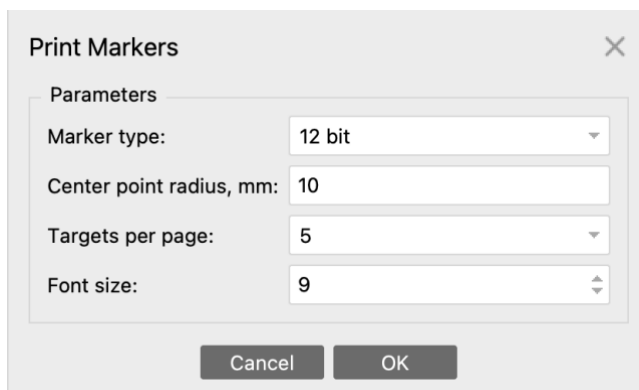 Print Markers
Parameters
Marker type: 12 bit
Center point radius, mm: 10
Targets per page: 5
Font size: 9
Cancel OK